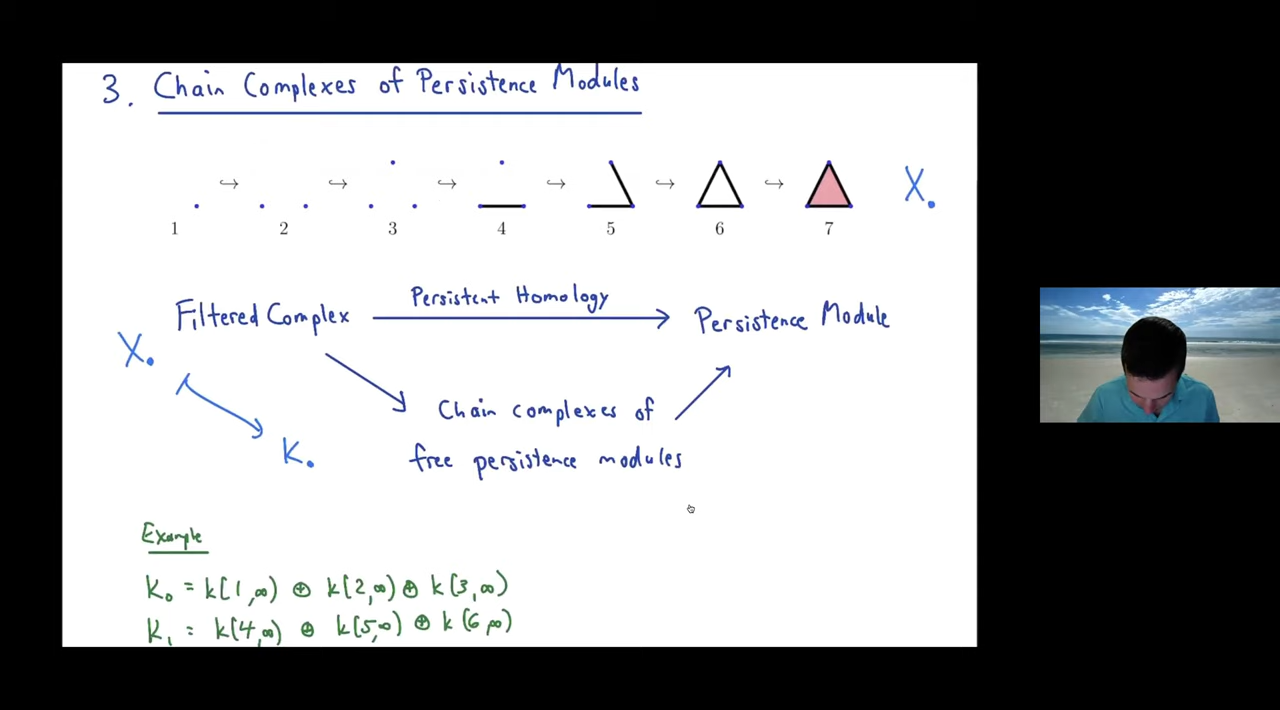 3. Chain Complexes of Persistence Modules
↪ ↪ ↪ ↪ ↪ ↪ X.
1 2 3 4 5 6 7
Filtered Complex Persistent Homology → Persistence Module
X.
Chain complexes of
K. free persistence modules
Example
K₀ = k[1,∞) ⊕ k[2,∞) ⊕ k[3,∞)
K₁ = k[4,∞) ⊕ k[5,∞) ⊕ k[6,∞)